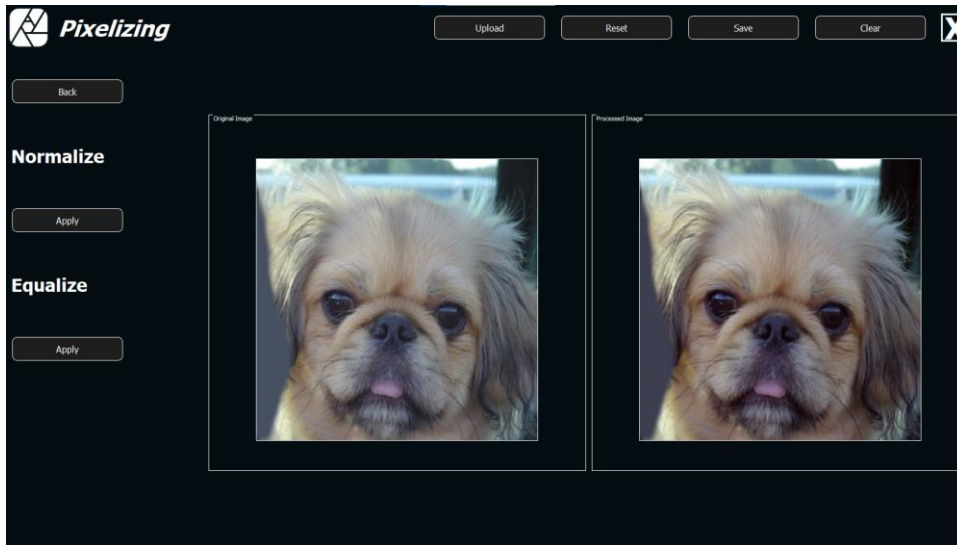 Pixelizing
Upload
Reset
Save
Clear
X
Back
Original Image
Processed Image
Normalize
Apply
Equalize
Apply